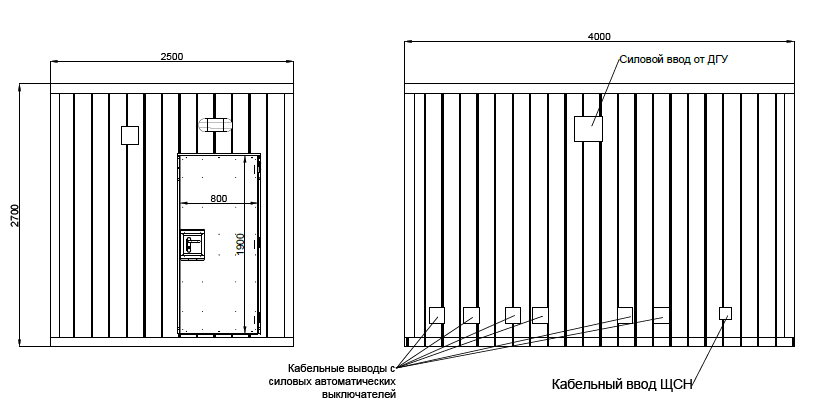 4000
Силовой ввод от ДГУ
2500
2700
800
1900
Кабельные выводы с
силовых автоматических
выключателей
Кабельный ввод ЩСН